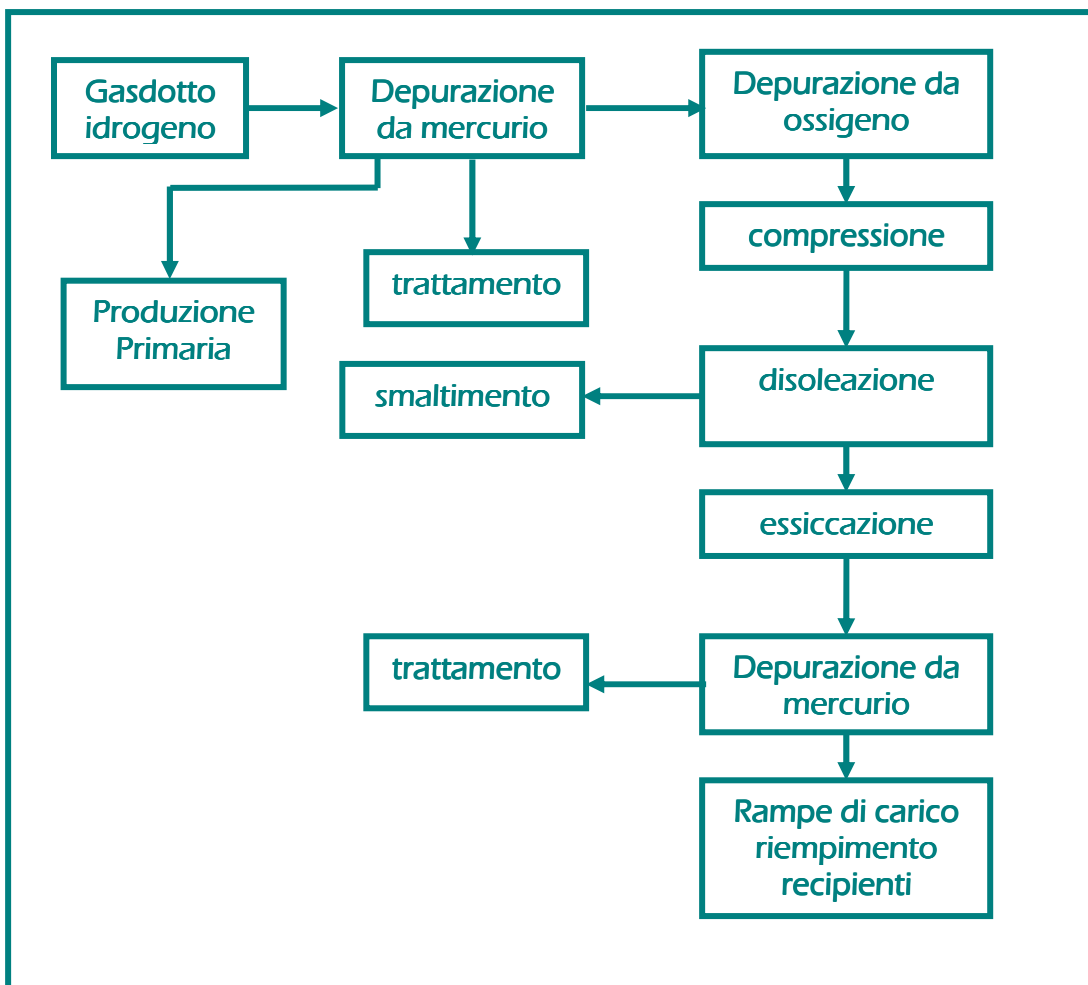 Gasdotto
idrogeno
Depurazione
da mercurio
Depurazione da
ossigeno
compressione
trattamento
Produzione
Primaria
disoleazione
smaltimento
essiccazione
trattamento
Depurazione da
mercurio
Rampe di carico
riempimento
recipienti